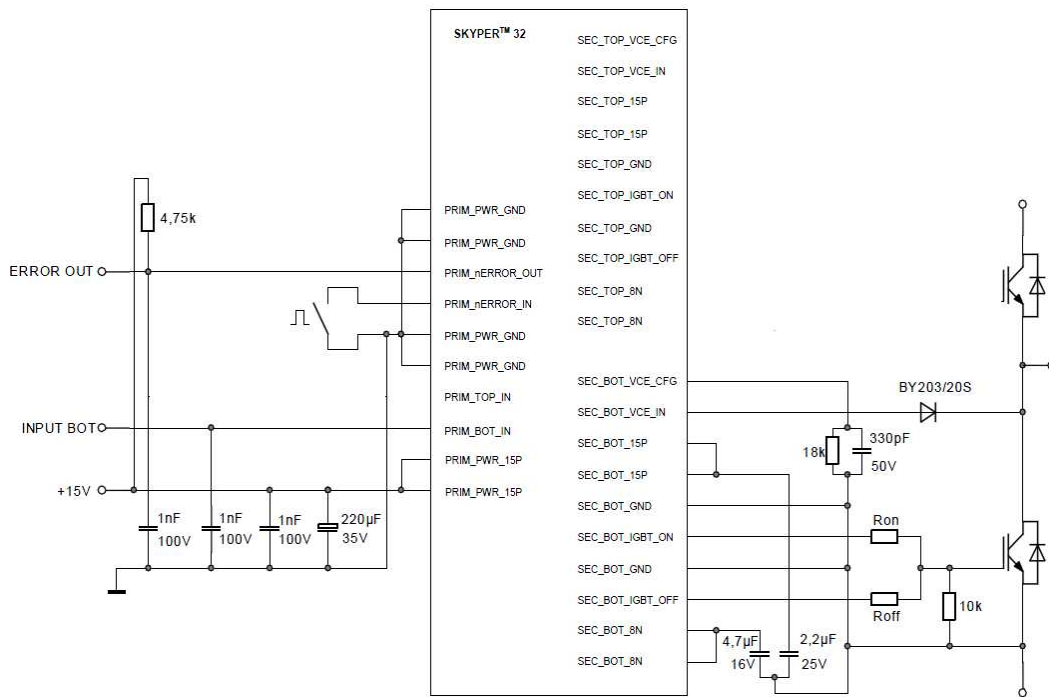 SKYPER™ 32
SEC_TOP_VCE_CFG
SEC_TOP_VCE_IN
SEC_TOP_15P
SEC_TOP_15P
SEC_TOP_GND
SEC_TOP_IGBT_ON
SEC_TOP_GND
SEC_TOP_IGBT_OFF
SEC_TOP_8N
SEC_TOP_8N
SEC_BOT_VCE_CFG
SEC_BOT_VCE_IN
SEC_BOT_15P
SEC_BOT_15P
SEC_BOT_GND
SEC_BOT_IGBT_ON
SEC_BOT_GND
SEC_BOT_IGBT_OFF
SEC_BOT_8N
SEC_BOT_8N
PRIM_PWR_GND
PRIM_PWR_GND
PRIM_nERROR_OUT
PRIM_nERROR_IN
PRIM_PWR_GND
PRIM_PWR_GND
PRIM_TOP_IN
PRIM_BOT_IN
PRIM_PWR_15P
PRIM_PWR_15P
4,75k
ERROR OUT
INPUT BOT
+15V
1nF
100V
1nF
100V
1nF
100V
220µF
35V
BY203/20S
18k
330pF
50V
Ron
Roff
10k
4,7µF
16V
2,2µF
25V